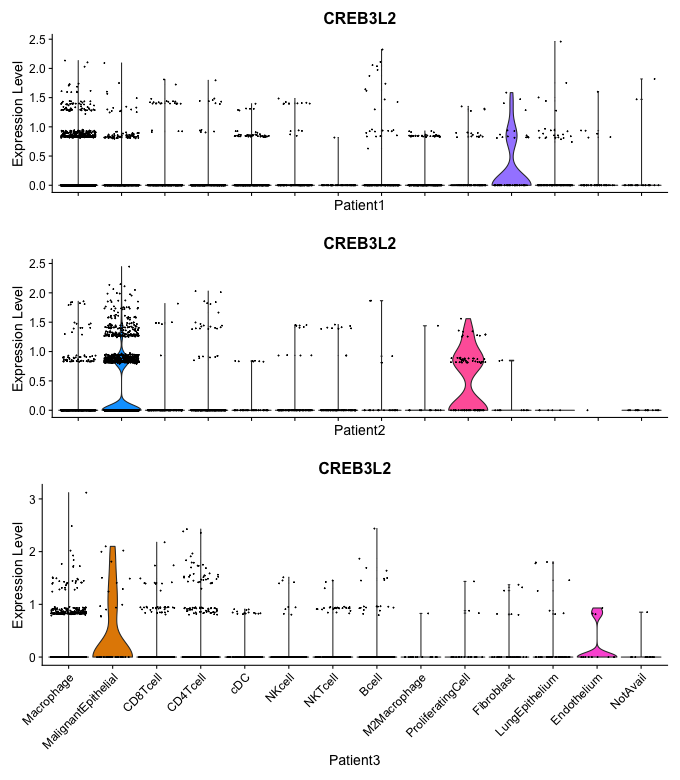 CREB3L2
Expression Level
2.5
2.0
1.5
1.0
0.5
0.0
Patient1
CREB3L2
Expression Level
2.5
2.0
1.5
1.0
0.5
0.0
Patient2
CREB3L2
Expression Level
3
2
1
0
Macrophage
MalignantEpithelial
CD8Tcell
CD4Tcell
cDC
NKcell
NKTcell
Bcell
M2Macrophage
ProliferatingCell
Fibroblast
LungEpithelium
Endothelium
NotAvail
Patient3